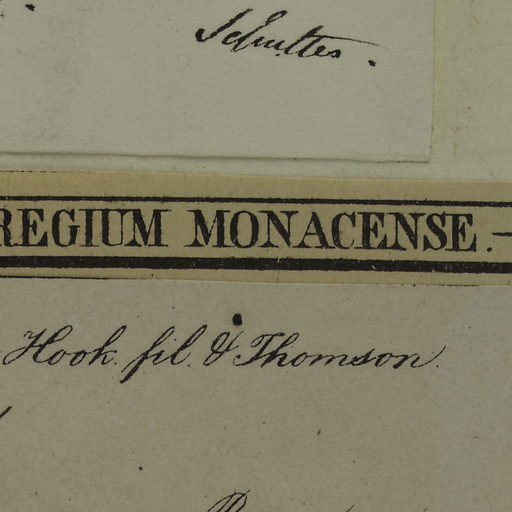 Schultes.
REGIUM MONACENSE.—
Hook. fil. & Thomson.